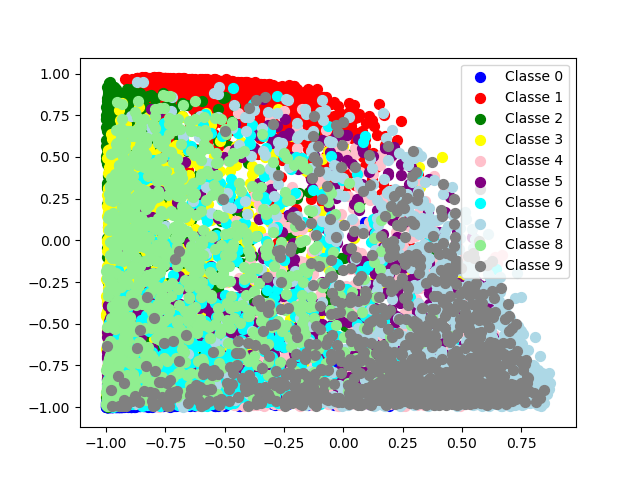 1.00
0.75
0.50
0.25
0.00
−0.25
−0.50
−0.75
−1.00
−1.00 −0.75 −0.50 −0.25 0.00 0.25 0.50 0.75
Classe 0
Classe 1
Classe 2
Classe 3
Classe 4
Classe 5
Classe 6
Classe 7
Classe 8
Classe 9